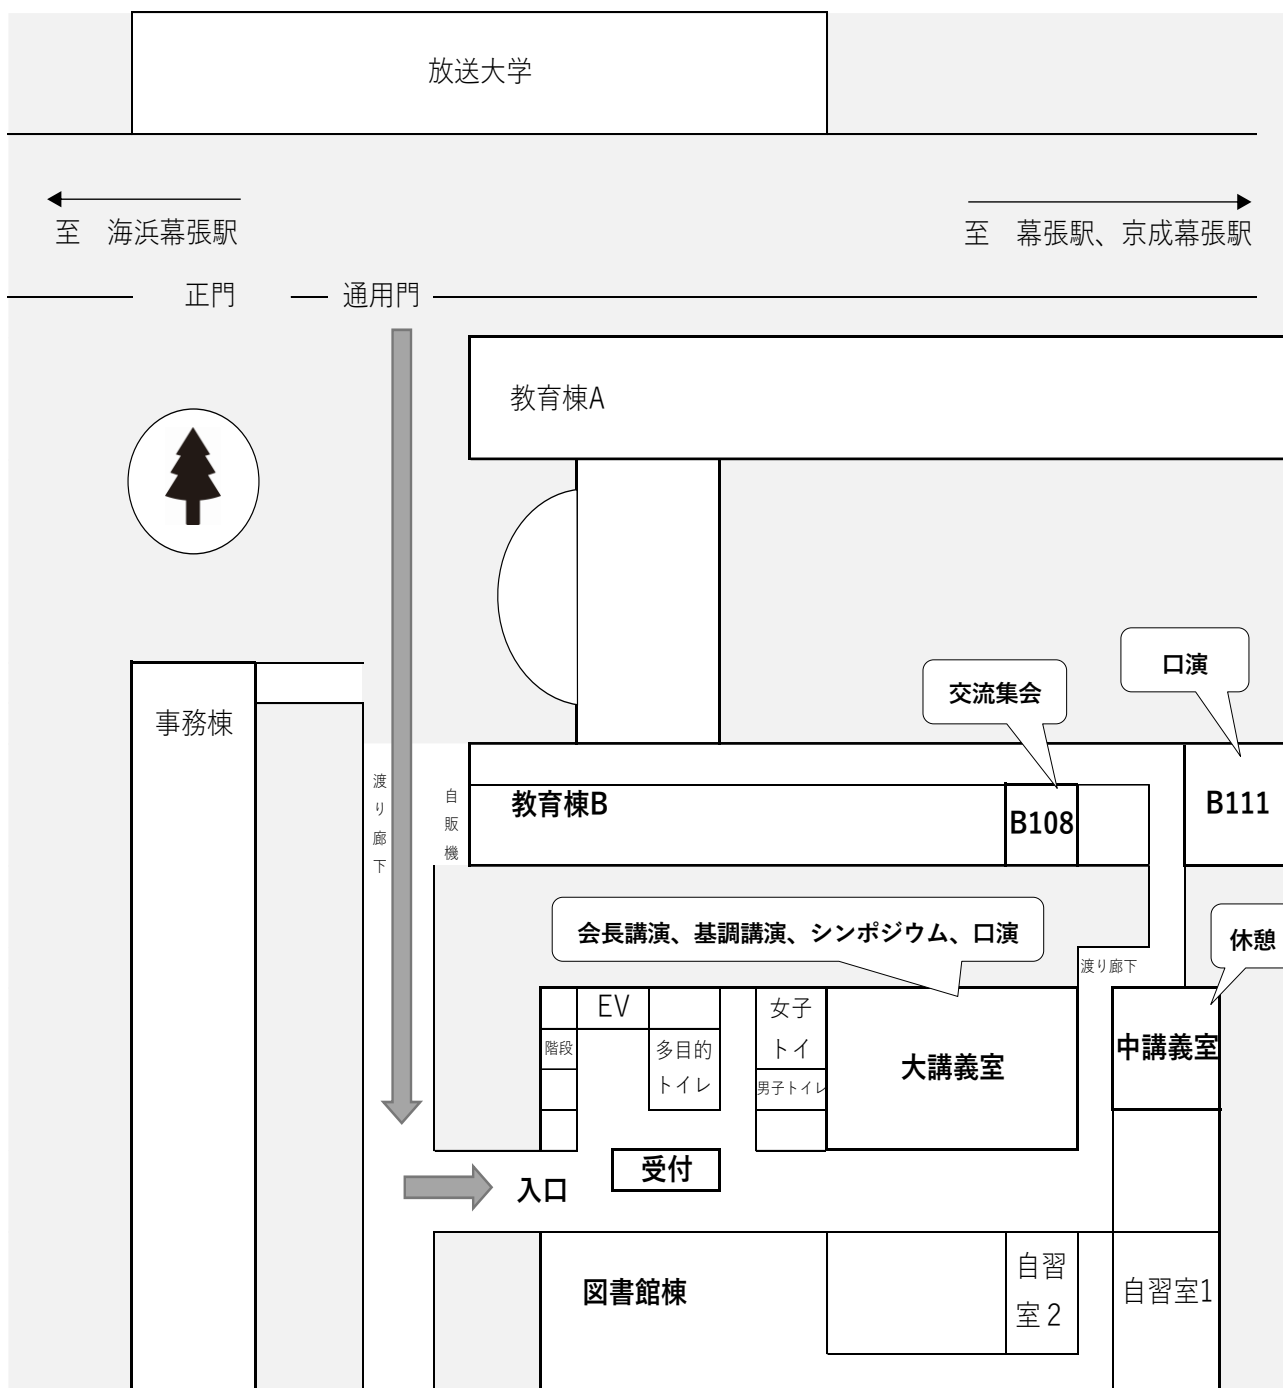 放送大学
至　海浜幕張駅
至　幕張駅、京成幕張駅
正門
通用門
教育棟A
口演
交流集会
事務棟
渡り廊下
自販機
教育棟B
B108
B111
会長講演、基調講演、シンポジウム、口演
休憩
渡り廊下
EV
女子
トイ
階段
多目的
トイレ
男子トイレ
大講義室
中講義室
受付
入口
図書館棟
自習
室２
自習室1